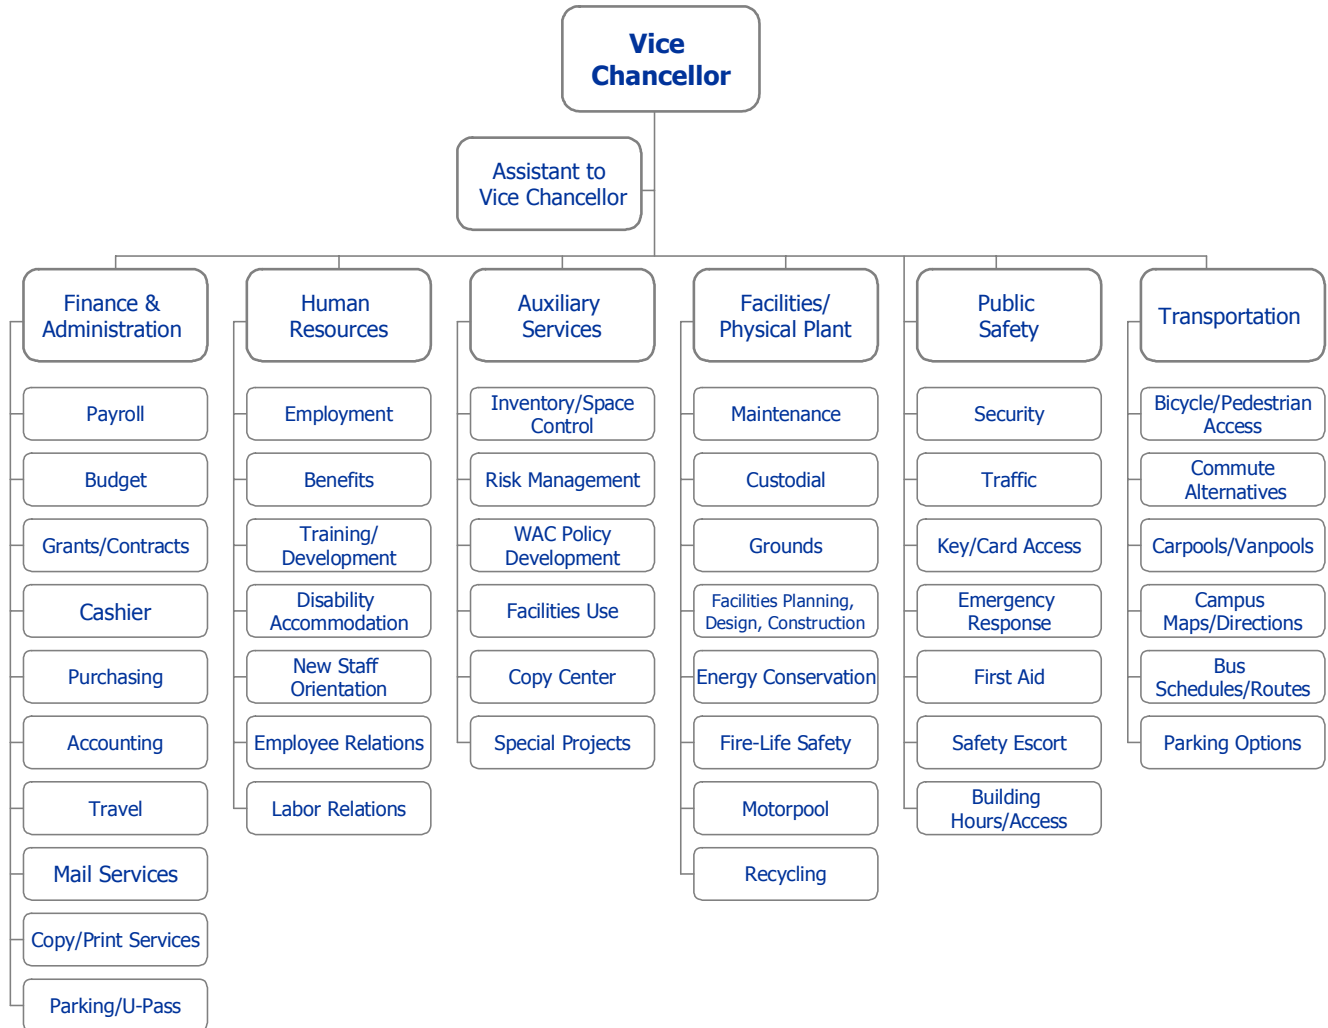 Vice
Chancellor
Assistant to
Vice Chancellor
Finance &
Administration
Human
Resources
Auxiliary
Services
Facilities/
Physical Plant
Public
Safety
Transportation
Payroll
Budget
Grants/Contracts
Cashier
Purchasing
Accounting
Travel
Mail Services
Copy/Print Services
Parking/U-Pass
Employment
Benefits
Training/
Development
Disability
Accommodation
New Staff
Orientation
Employee Relations
Labor Relations
Inventory/Space
Control
Risk Management
WAC Policy
Development
Facilities Use
Copy Center
Special Projects
Maintenance
Custodial
Grounds
Facilities Planning,
Design, Construction
Energy Conservation
Fire-Life Safety
Motorpool
Recycling
Security
Traffic
Key/Card Access
Emergency
Response
First Aid
Safety Escort
Building
Hours/Access
Bicycle/Pedestrian
Access
Commute
Alternatives
Carpools/Vanpools
Campus
Maps/Directions
Bus
Schedules/Routes
Parking Options